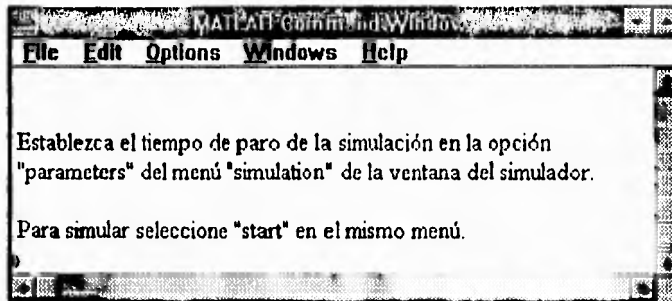 MATLAB Command Window
File Edit Options Windows Help
Establezca el tiempo de paro de la simulación en la opción
"parameters" del menú "simulation" de la ventana del simulador.
Para simular seleccione "start" en el mismo menú.